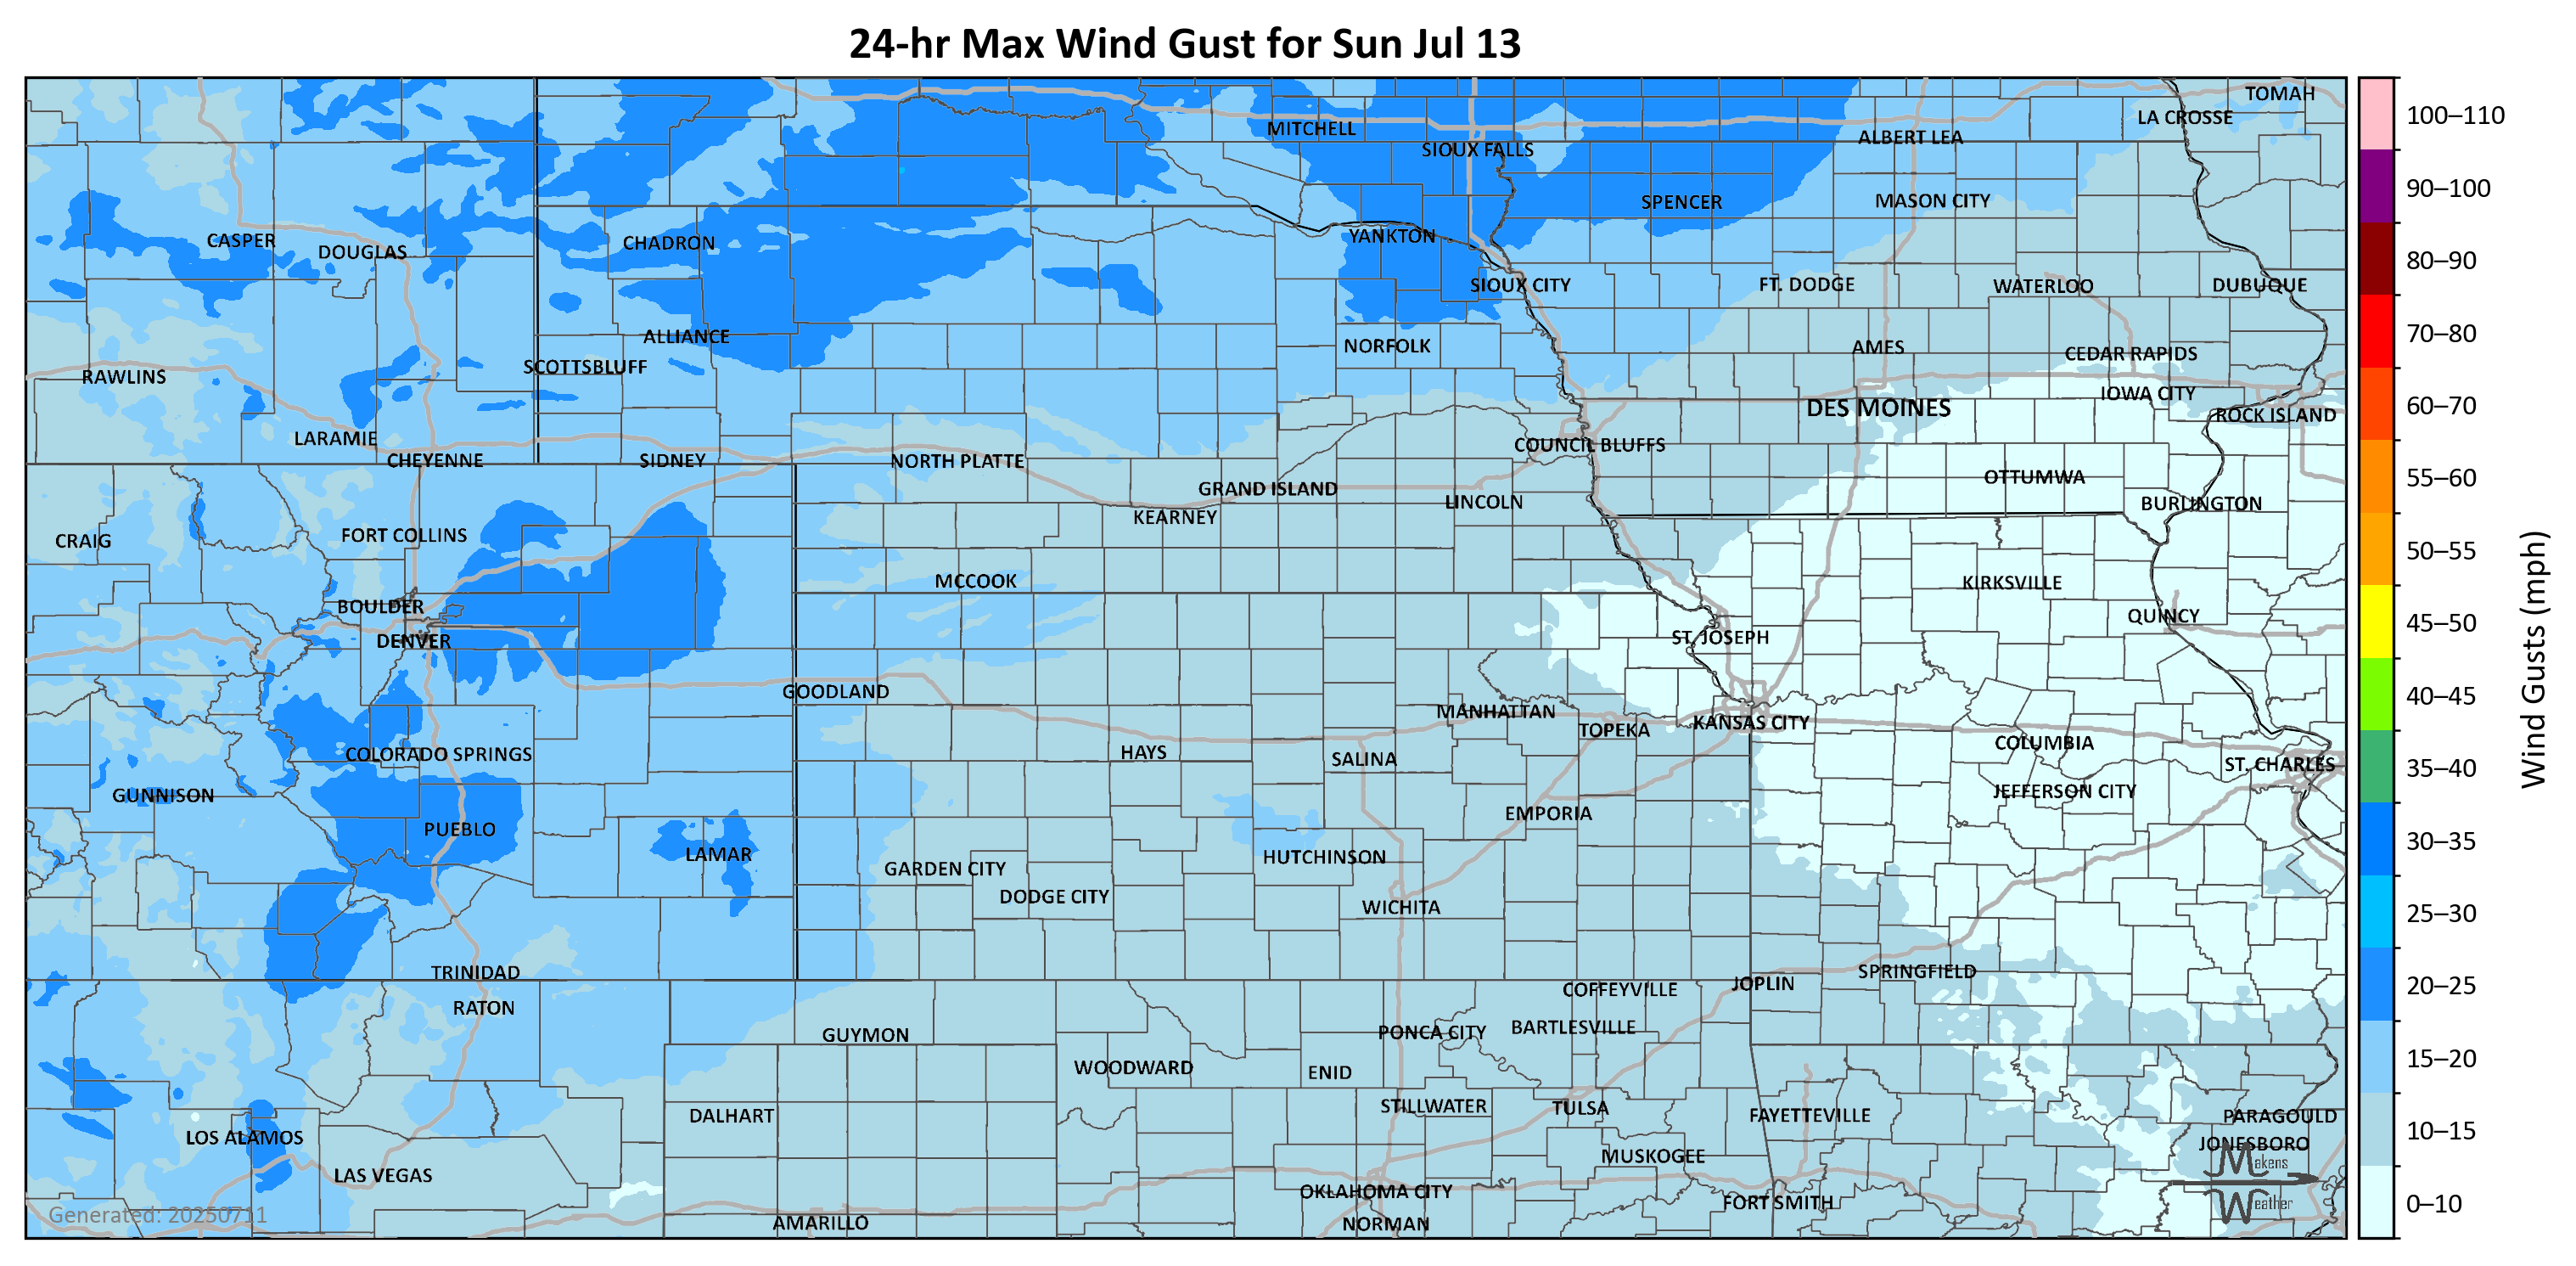 24-hr Max Wind Gust for Sun Jul 13
TOMAH
LA CROSSE
MITCHELL
ALBERT LEA
SIOUX FALLS
SPENCER
MASON CITY
YANKTON
CASPER
CHADRON
DOUGLAS
SIOUX CITY
FT. DODGE
WATERLOO
DUBUQUE
ALLIANCE
NORFOLK
AMES
CEDAR RAPIDS
SCOTTSBLUFF
RAWLINS
IOWA CITY
DES MOINES
ROCK ISLAND
LARAMIE
COUNCIL BLUFFS
CHEYENNE
SIDNEY
NORTH PLATTE
OTTUMWA
GRAND ISLAND
LINCOLN
BURLINGTON
KEARNEY
FORT COLLINS
CRAIG
MCCOOK
KIRKSVILLE
BOULDER
QUINCY
DENVER
ST. JOSEPH
GOODLAND
MANHATTAN
KANSAS CITY
TOPEKA
COLUMBIA
COLORADO SPRINGS
HAYS
SALINA
ST. CHARLES
GUNNISON
JEFFERSON CITY
EMPORIA
PUEBLO
LAMAR
HUTCHINSON
GARDEN CITY
DODGE CITY
WICHITA
TRINIDAD
SPRINGFIELD
JOPLIN
COFFEYVILLE
RATON
BARTLESVILLE
PONCA CITY
GUYMON
WOODWARD
ENID
STILLWATER
TULSA
DALHART
FAYETTEVILLE
PARAGOULD
LOS ALAMOS
JONESBORO
MUSKOGEE
LAS VEGAS
OKLAHOMA CITY
FORT SMITH
AMARILLO
NORMAN
Generated: 20250711
Makens
Weather
100–110
90–100
80–90
70–80
60–70
55–60
50–55
45–50
40–45
35–40
30–35
25–30
20–25
15–20
10–15
0–10
Wind Gusts (mph)